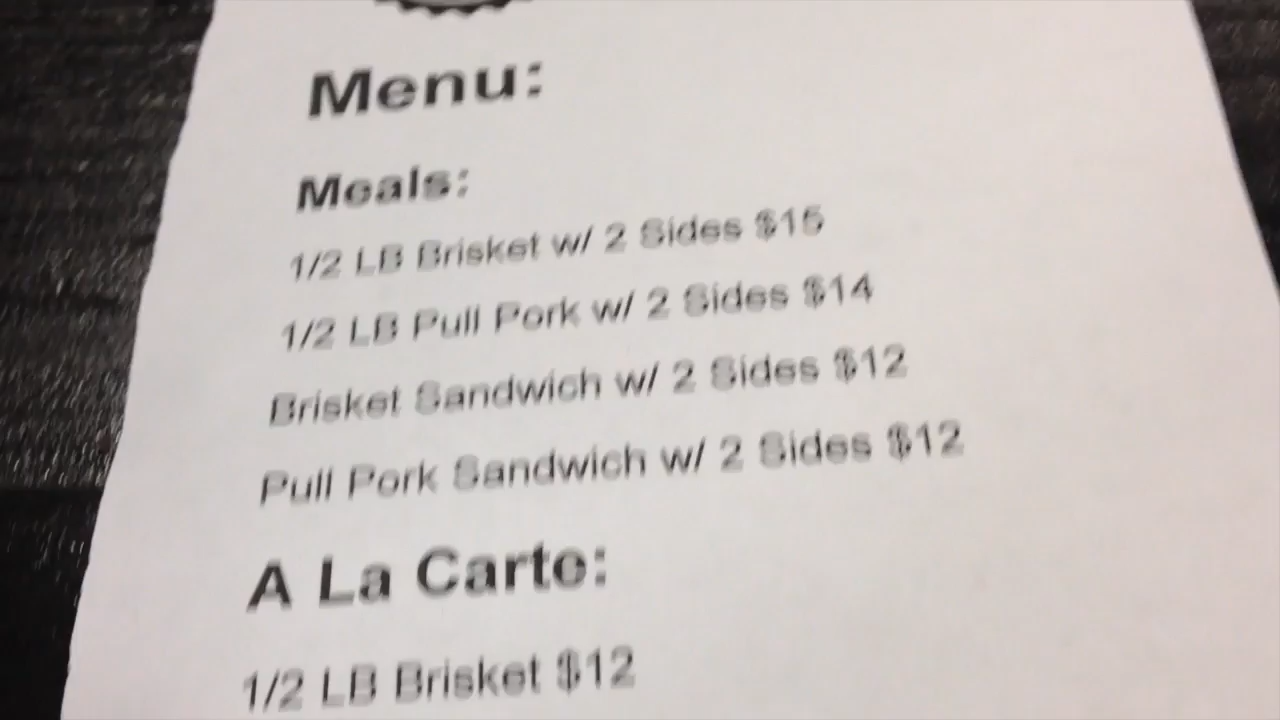 Menu:
Meals:
1/2 LB Brisket w/ 2 Sides $15
1/2 LB Pull Pork w/ 2 Sides $14
Brisket Sandwich w/ 2 Sides $12
Pull Pork Sandwich w/ 2 Sides $12
A La Carte:
1/2 LB Brisket $12